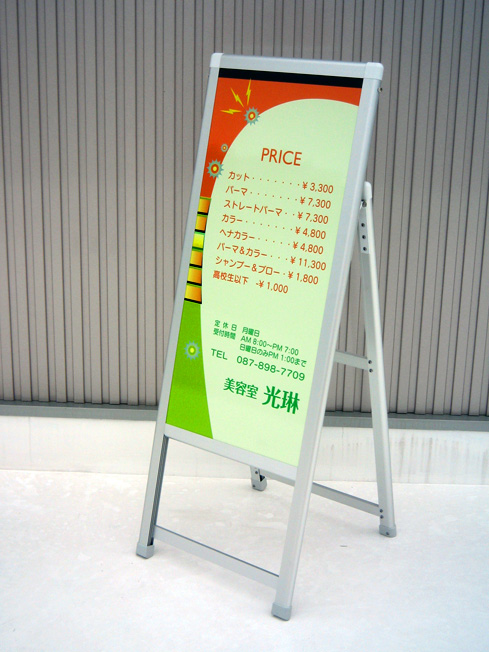 PRICE
カット・・・・・・・¥3,300
パーマ・・・・・・・¥7,300
ストレートパーマ・・¥7,300
カラー・・・・・・・¥4,800
ヘナカラー・・・・・¥4,800
パーマ&カラー・・・¥11,300
シャンプー&ブロー・¥1,800
高校生以下 -¥1,000
定休日 月曜日
受付時間 AM 8:00~PM 7:00
日曜日のみPM 1:00まで
TEL 087-898-7709
美容室 光琳